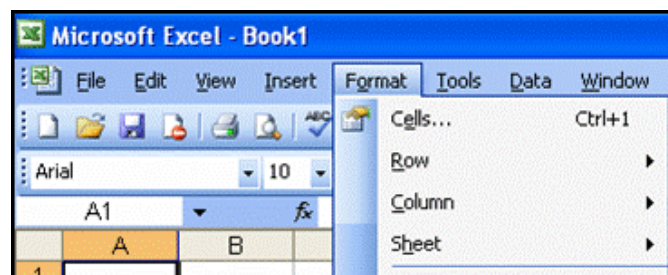 Microsoft Excel - Book1
File Edit View Insert Format Tools Data Window
ABC
Cells... Ctrl+1
Arial 10
Row
A1 fx
Column
A B
Sheet
1